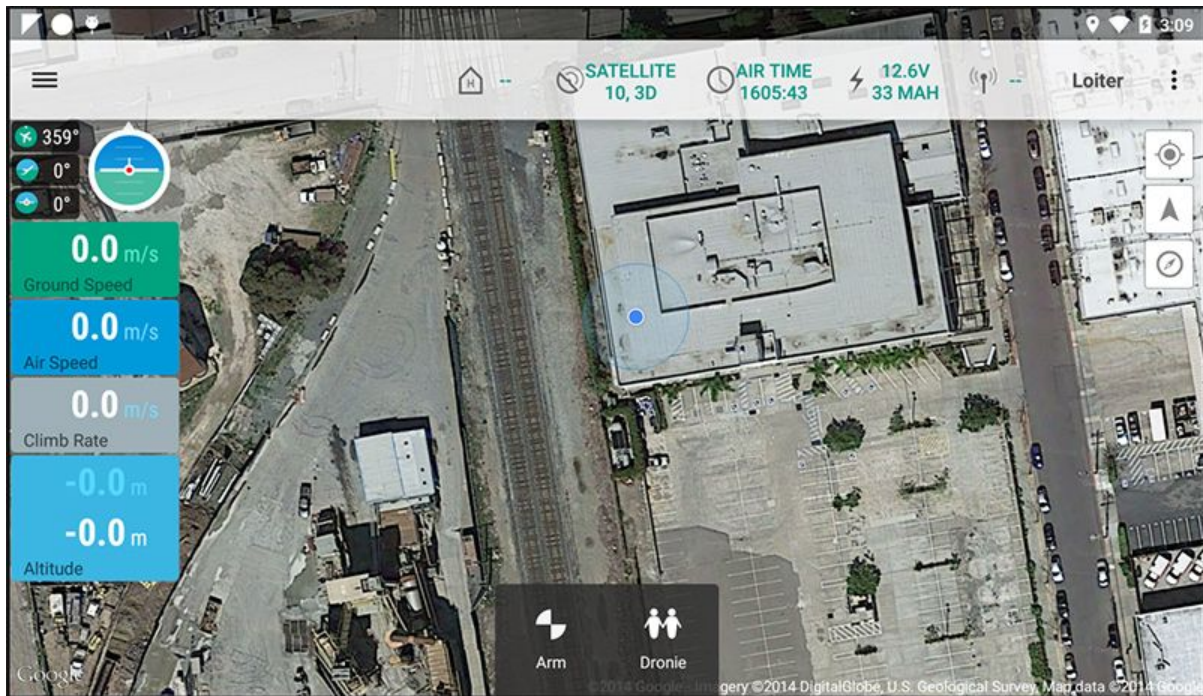 3:09
H --
SATELLITE
10, 3D
AIR TIME
1605:43
12.6V
33 MAH
--
Loiter
359°
0°
0°
0.0 m/s
Ground Speed
0.0 m/s
Air Speed
0.0 m/s
Climb Rate
-0.0 m
-0.0 m
Altitude
Arm
Dronie
Google
©2014 Google - Imagery ©2014 DigitalGlobe, U.S. Geological Survey, Map data ©2014 Google